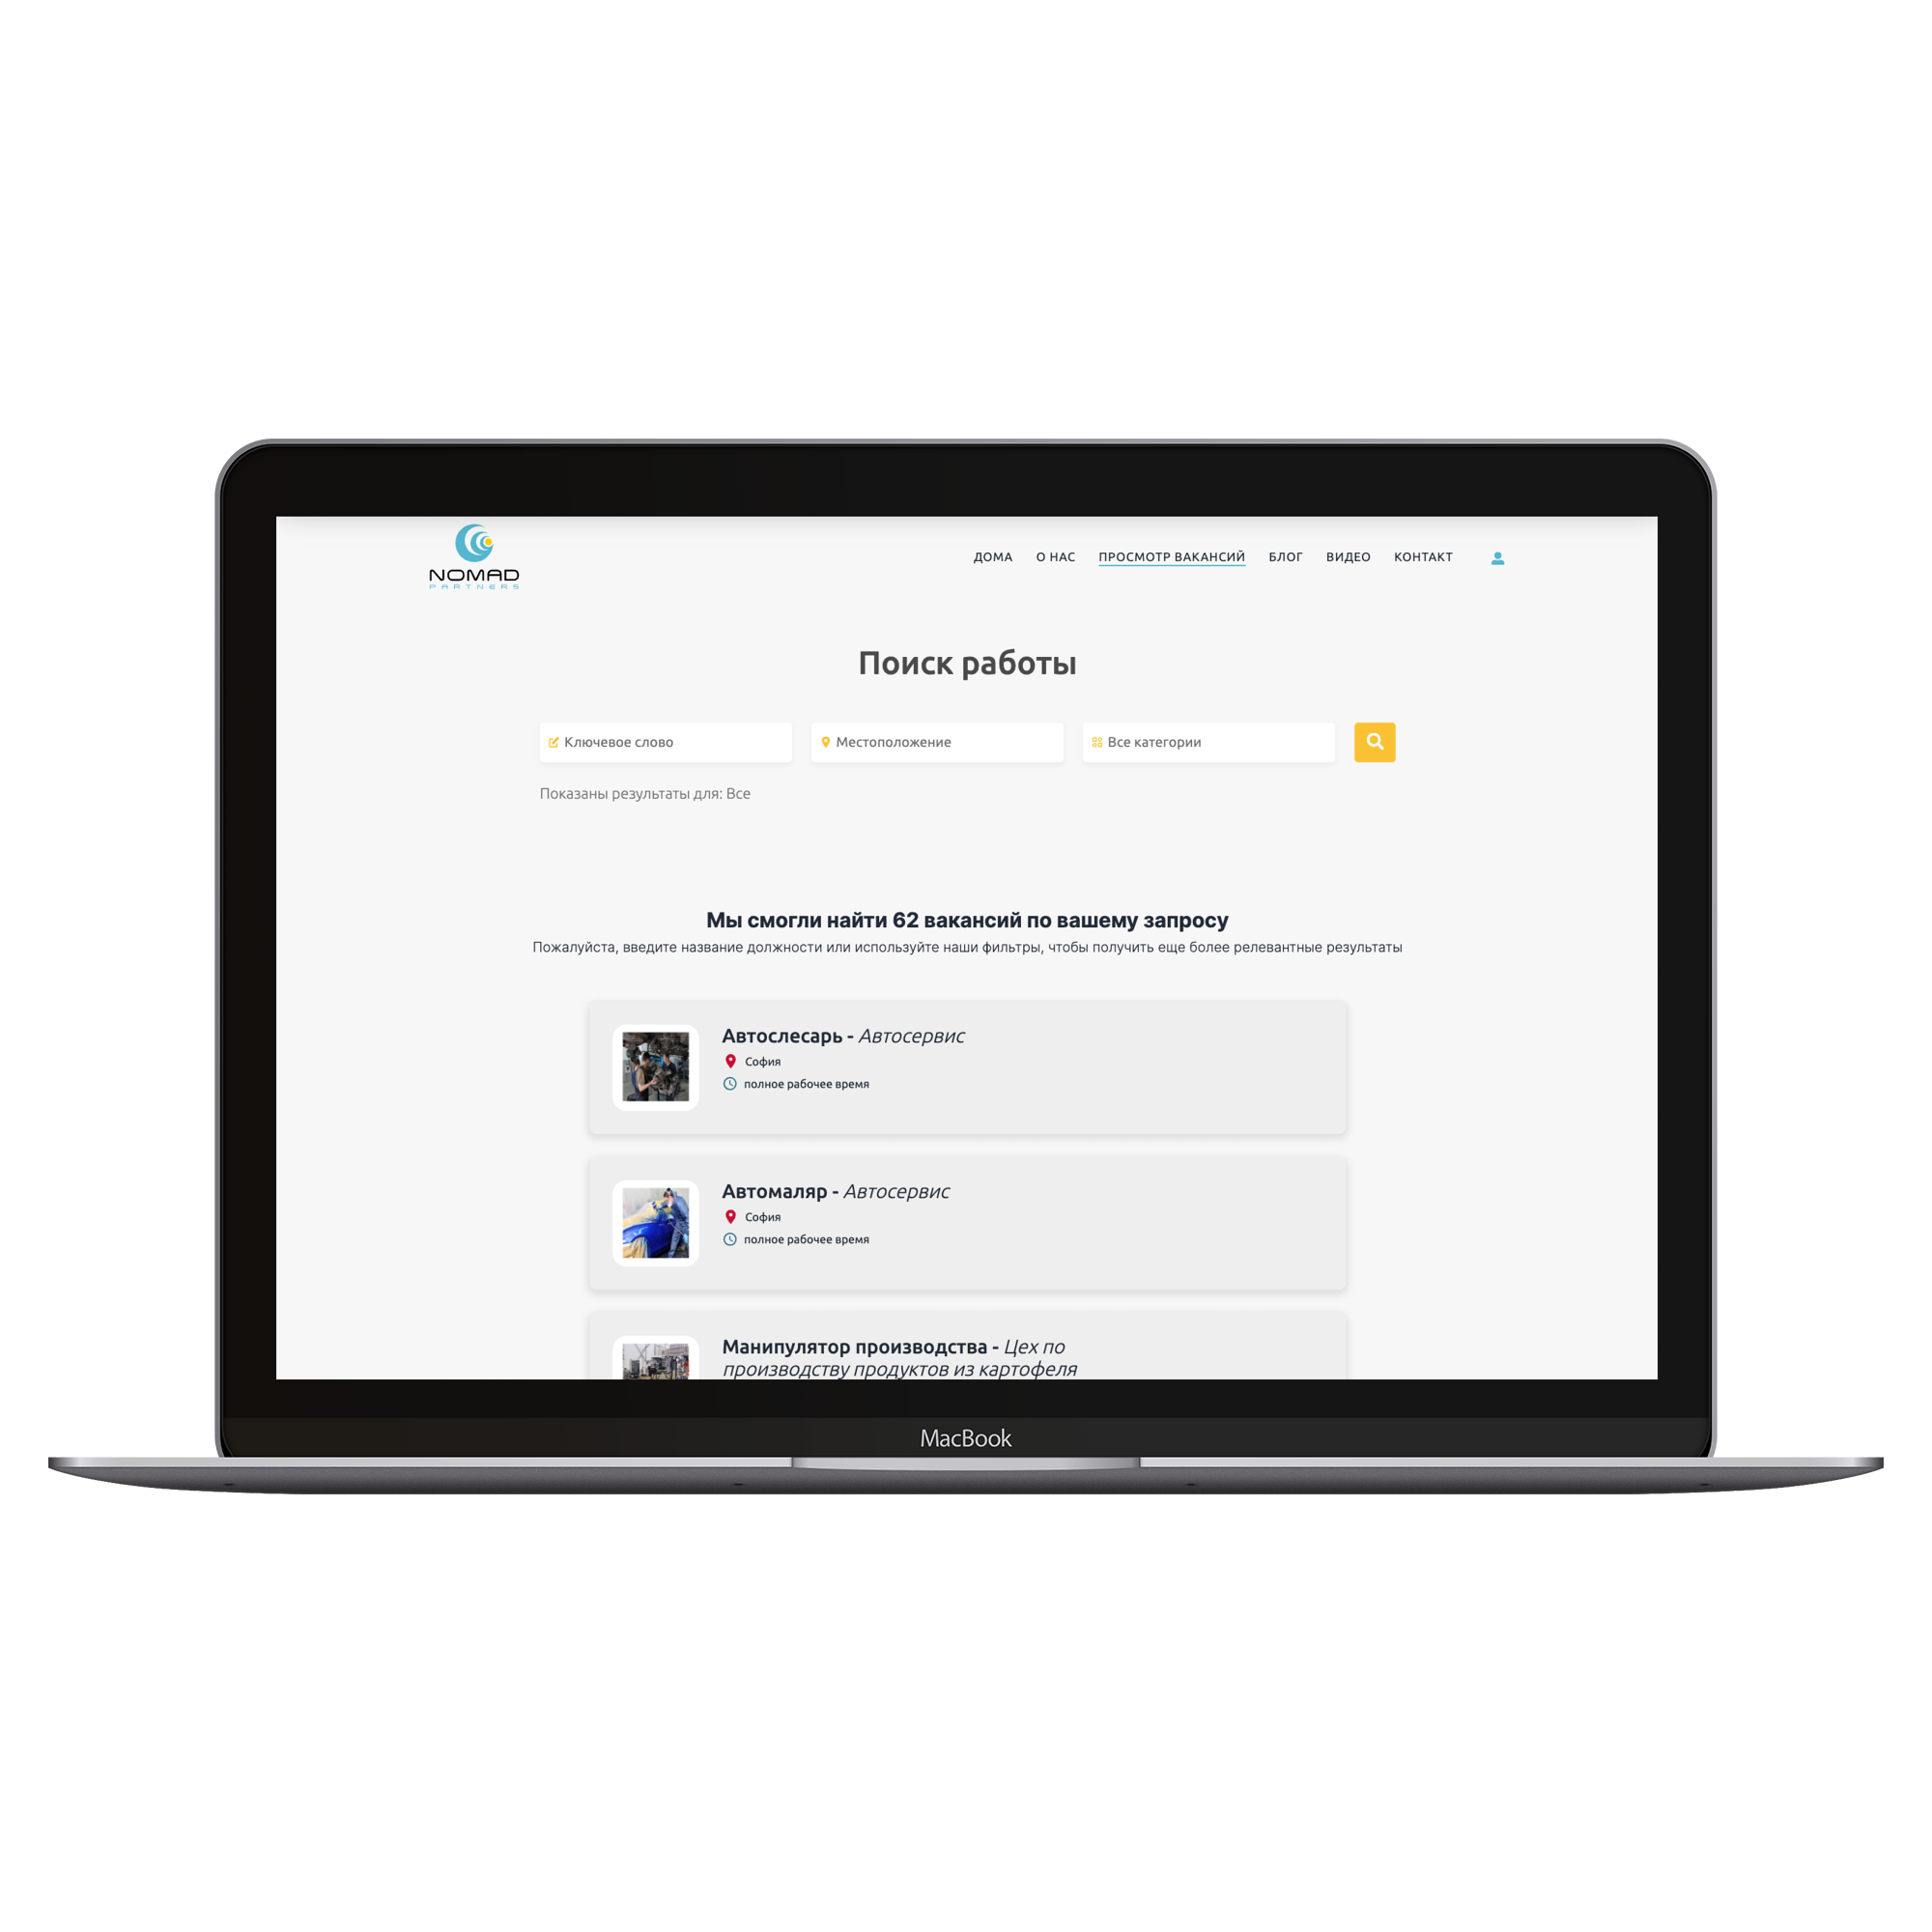 NOMAD
PARTNERS
ДОМА О НАС ПРОСМОТР ВАКАНСИЙ БЛОГ ВИДЕО КОНТАКТ
Поиск работы
Ключевое слово Местоположение Все категории
Показаны результаты для: Все
Мы смогли найти 62 вакансий по вашему запросу
Пожалуйста, введите название должности или используйте наши фильтры, чтобы получить еще более релевантные результаты
Автослесарь - Автосервис
София
полное рабочее время
Автомаляр - Автосервис
София
полное рабочее время
Манипулятор производства - Цех по
производству продуктов из картофеля
MacBook